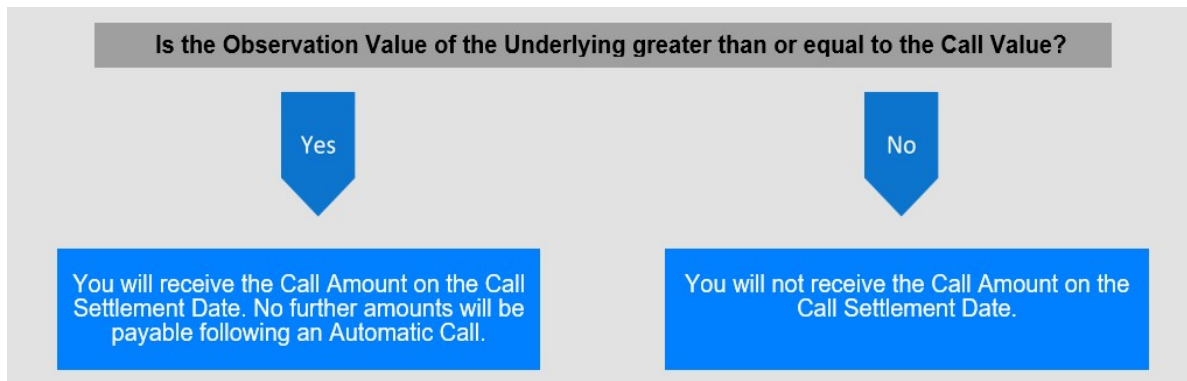 Is the Observation Value of the Underlying greater than or equal to the Call Value?
Yes
No
You will receive the Call Amount on the Call
Settlement Date. No further amounts will be
payable following an Automatic Call.
You will not receive the Call Amount on the
Call Settlement Date.